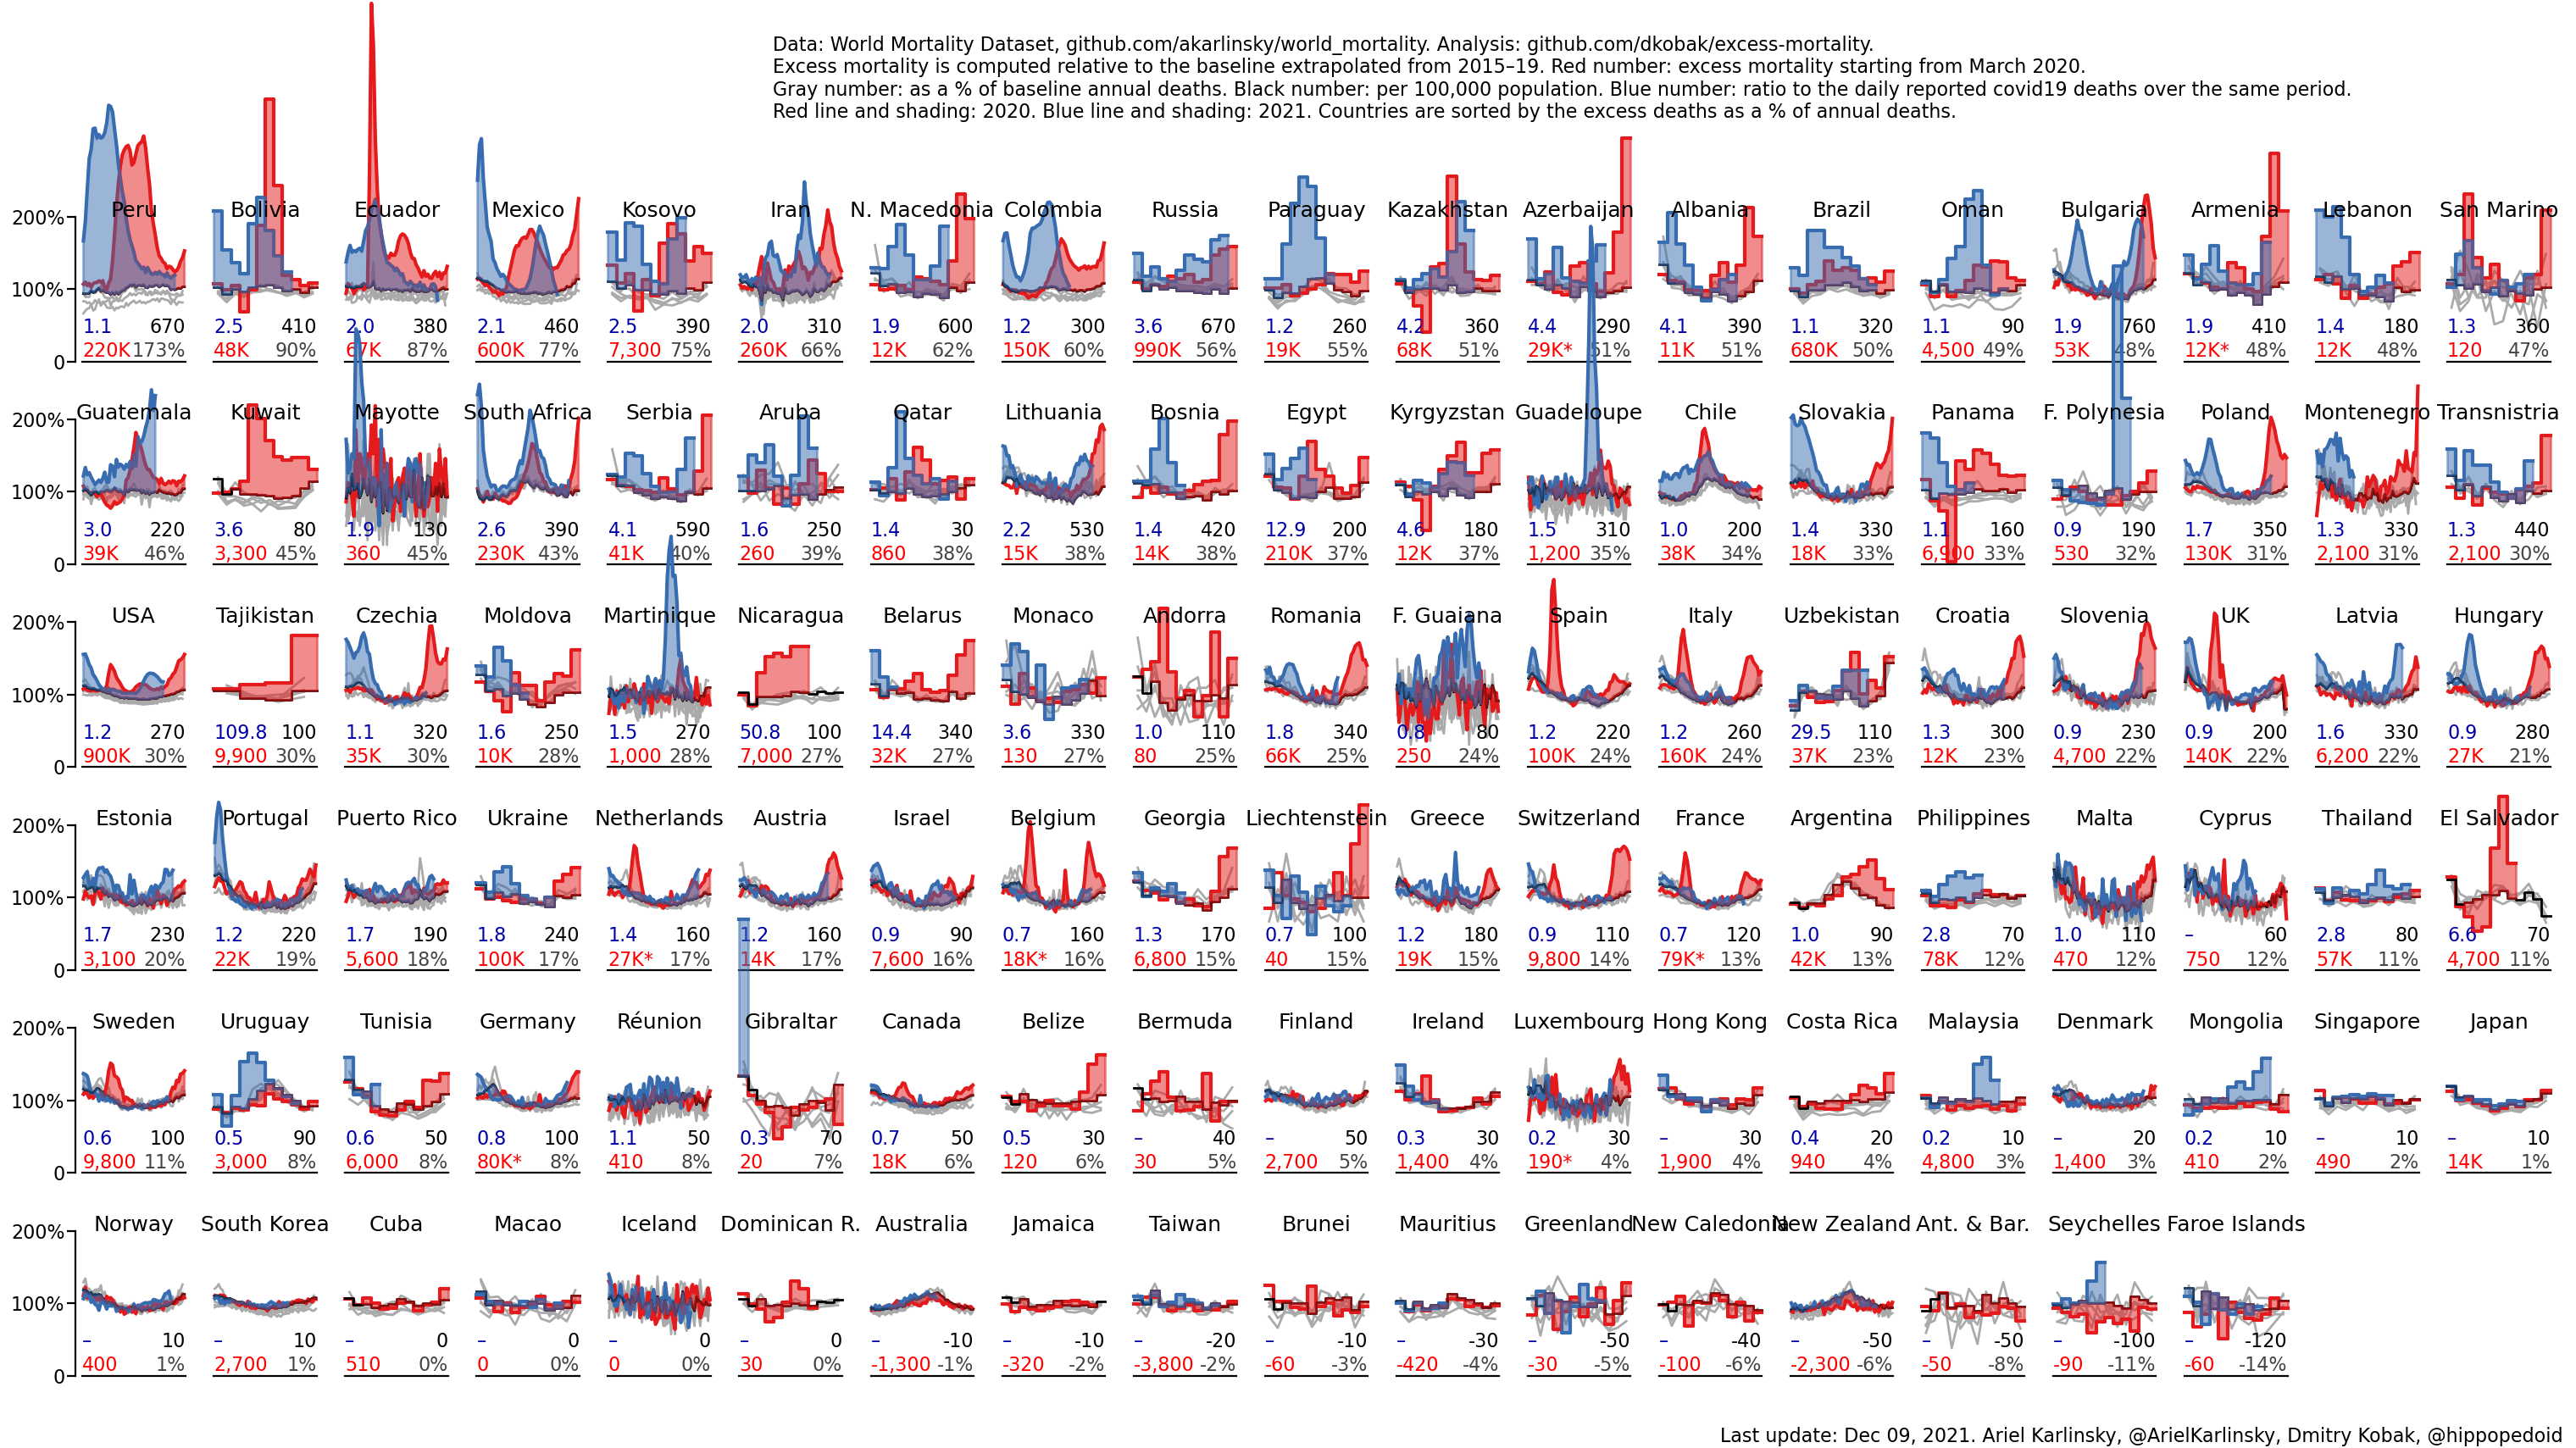 Data: World Mortality Dataset, github.com/akarlinsky/world_mortality. Analysis: github.com/dkobak/excess-mortality.
Excess mortality is computed relative to the baseline extrapolated from 2015–19. Red number: excess mortality starting from March 2020.
Gray number: as a % of baseline annual deaths. Black number: per 100,000 population. Blue number: ratio to the daily reported covid19 deaths over the same period.
Red line and shading: 2020. Blue line and shading: 2021. Countries are sorted by the excess deaths as a % of annual deaths.
200% Peru Bolivia Ecuador Mexico Kosovo Iran N. Macedonia Colombia Russia Paraguay Kazakhstan Azerbaijan Albania Brazil Oman Bulgaria Armenia Lebanon San Marino
100%
1.1 670 2.5 410 2.0 380 2.1 460 2.5 390 2.0 310 1.9 600 1.2 300 3.6 670 1.2 260 4.2 360 4.4 290 4.1 390 1.1 320 1.1 90 1.9 760 1.9 410 1.4 180 1.3 360
0 220K 173% 48K 90% 67K 87% 600K 77% 7,300 75% 260K 66% 12K 62% 150K 60% 990K 56% 19K 55% 68K 51% 29K* 51% 11K 51% 680K 50% 4,500 49% 53K 48% 12K* 48% 12K 48% 120 47%
200% Guatemala Kuwait Mayotte South Africa Serbia Aruba Qatar Lithuania Bosnia Egypt Kyrgyzstan Guadeloupe Chile Slovakia Panama F. Polynesia Poland Montenegro Transnistria
100%
3.0 220 3.6 80 1.9 130 2.6 390 4.1 590 1.6 250 1.4 30 2.2 530 1.4 420 12.9 200 4.6 180 1.5 310 1.0 200 1.4 330 1.1 160 0.9 190 1.7 350 1.3 330 1.3 440
0 39K 46% 3,300 45% 360 45% 230K 43% 41K 40% 260 39% 860 38% 15K 38% 14K 38% 210K 37% 12K 37% 1,200 35% 38K 34% 18K 33% 6,900 33% 530 32% 130K 31% 2,100 31% 2,100 30%
200% USA Tajikistan Czechia Moldova Martinique Nicaragua Belarus Monaco Andorra Romania F. Guaiana Spain Italy Uzbekistan Croatia Slovenia UK Latvia Hungary
100%
1.2 270 109.8 100 1.1 320 1.6 250 1.5 270 50.8 100 14.4 340 3.6 330 1.0 110 1.8 340 0.8 80 1.2 220 1.2 260 29.5 110 1.3 300 0.9 230 0.9 200 1.6 330 0.9 280
0 900K 30% 9,900 30% 35K 30% 10K 28% 1,000 28% 7,000 27% 32K 27% 130 27% 80 25% 66K 25% 250 24% 100K 24% 160K 24% 37K 23% 12K 23% 4,700 22% 140K 22% 6,200 22% 27K 21%
200% Estonia Portugal Puerto Rico Ukraine Netherlands Austria Israel Belgium Georgia Liechtenstein Greece Switzerland France Argentina Philippines Malta Cyprus Thailand El Salvador
100%
1.7 230 1.2 220 1.7 190 1.8 240 1.4 160 1.2 160 0.9 90 0.7 160 1.3 170 0.7 100 1.2 180 0.9 110 0.7 120 1.0 90 2.8 70 1.0 110 – 60 2.8 80 6.6 70
0 3,100 20% 22K 19% 5,600 18% 100K 17% 27K* 17% 14K 17% 7,600 16% 18K* 16% 6,800 15% 40 15% 19K 15% 9,800 14% 79K* 13% 42K 13% 78K 12% 470 12% 750 12% 57K 11% 4,700 11%
200% Sweden Uruguay Tunisia Germany Réunion Gibraltar Canada Belize Bermuda Finland Ireland Luxembourg Hong Kong Costa Rica Malaysia Denmark Mongolia Singapore Japan
100%
0.6 100 0.5 90 0.6 50 0.8 100 1.1 50 0.3 70 0.7 50 0.5 30 – 40 – 50 0.3 30 0.2 30 – 30 0.4 20 0.2 10 – 20 0.2 10 – 10 – 10
0 9,800 11% 3,000 8% 6,000 8% 80K* 8% 410 8% 20 7% 18K 6% 120 6% 30 5% 2,700 5% 1,400 4% 190* 4% 1,900 4% 940 4% 4,800 3% 1,400 3% 410 2% 490 2% 14K 1%
200% Norway South Korea Cuba Macao Iceland Dominican R. Australia Jamaica Taiwan Brunei Mauritius Greenland New Caledonia New Zealand Ant. & Bar. Seychelles Faroe Islands
100%
– 10 – 10 – 0 – 0 – 0 – 0 – -10 – -10 – -20 – -10 – -30 – -50 – -40 – -50 – -50 – -100 – -120
0 400 1% 2,700 1% 510 0% 0 0% 0 0% 30 0% -1,300 -1% -320 -2% -3,800 -2% -60 -3% -420 -4% -30 -5% -100 -6% -2,300 -6% -50 -8% -90 -11% -60 -14%
Last update: Dec 09, 2021. Ariel Karlinsky, @ArielKarlinsky, Dmitry Kobak, @hippopedoid